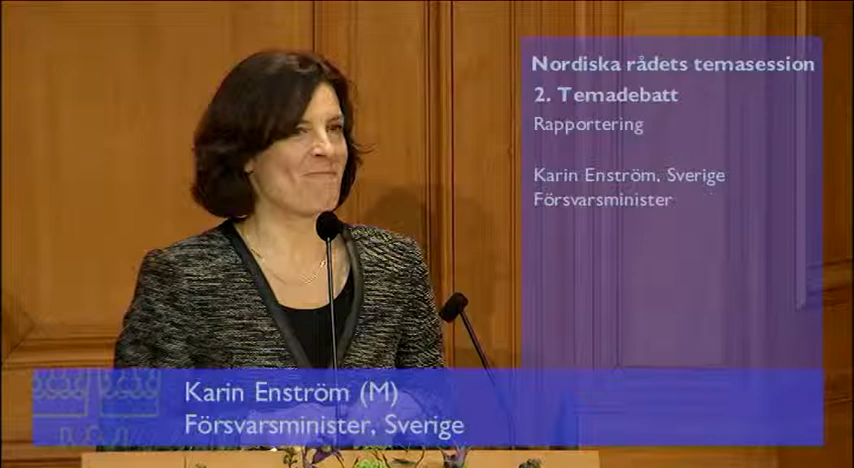 Nordiska rådets temasession
2. Temadebatt
Rapportering
Karin Enström, Sverige
Försvarsminister
Karin Enström (M)
Försvarsminister, Sverige